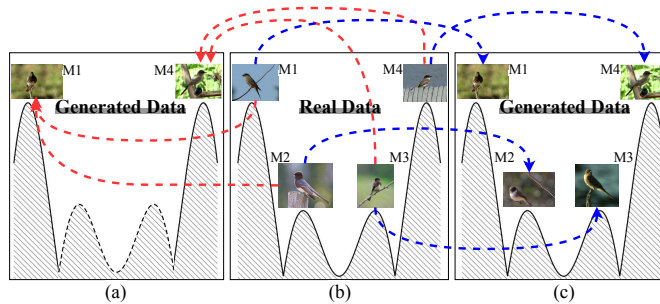 M1 M4 M1 M4 M1 M4
Generated Data Real Data Generated Data
M2 M3 M2 M3
(a) (b) (c)